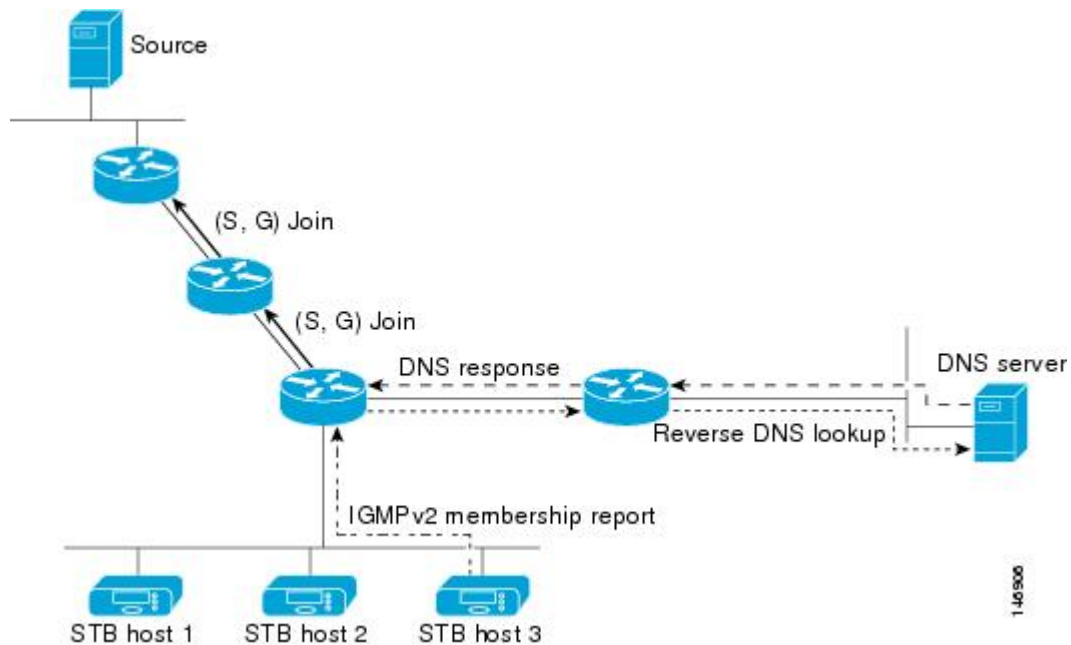 Source
(S, G) Join
(S, G) Join
DNS response
DNS server
Reverse DNS lookup
IGMPv2 membership report
STB host 1
STB host 2
STB host 3
146906